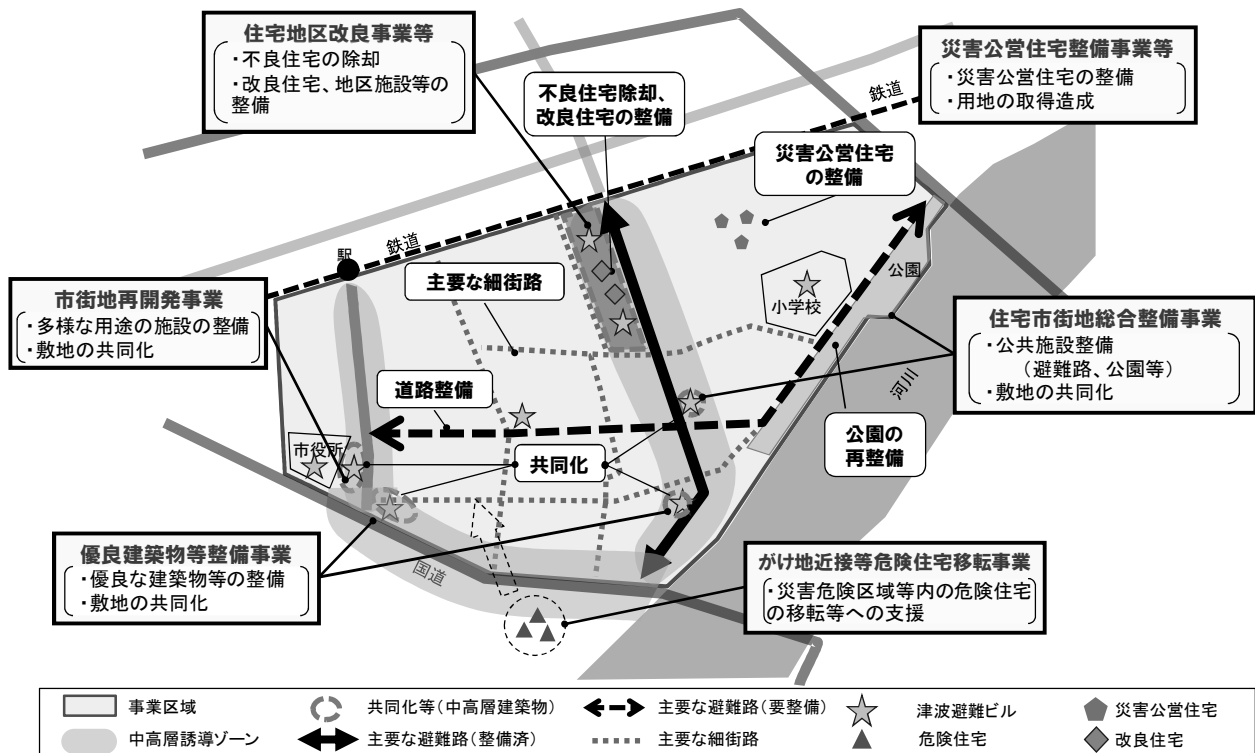 住宅地区改良事業等
・不良住宅の除却
・改良住宅、地区施設等の
整備
災害公営住宅整備事業等
・災害公営住宅の整備
・用地の取得造成
不良住宅除却、
改良住宅の整備
鉄道
災害公営住宅
の整備
駅
鉄道
主要な細街路
公園
小学校
市街地再開発事業
・多様な用途の施設の整備
・敷地の共同化
住宅市街地総合整備事業
・公共施設整備
（避難路、公園等）
・敷地の共同化
河川
道路整備
公園の
再整備
市役所
共同化
優良建築物等整備事業
・優良な建築物等の整備
・敷地の共同化
国道
がけ地近接等危険住宅移転事業
・災害危険区域等内の危険住宅
の移転等への支援
事業区域
共同化等（中高層建築物）
主要な避難路（要整備）
津波避難ビル
災害公営住宅
中高層誘導ゾーン
主要な避難路（整備済）
主要な細街路
危険住宅
改良住宅